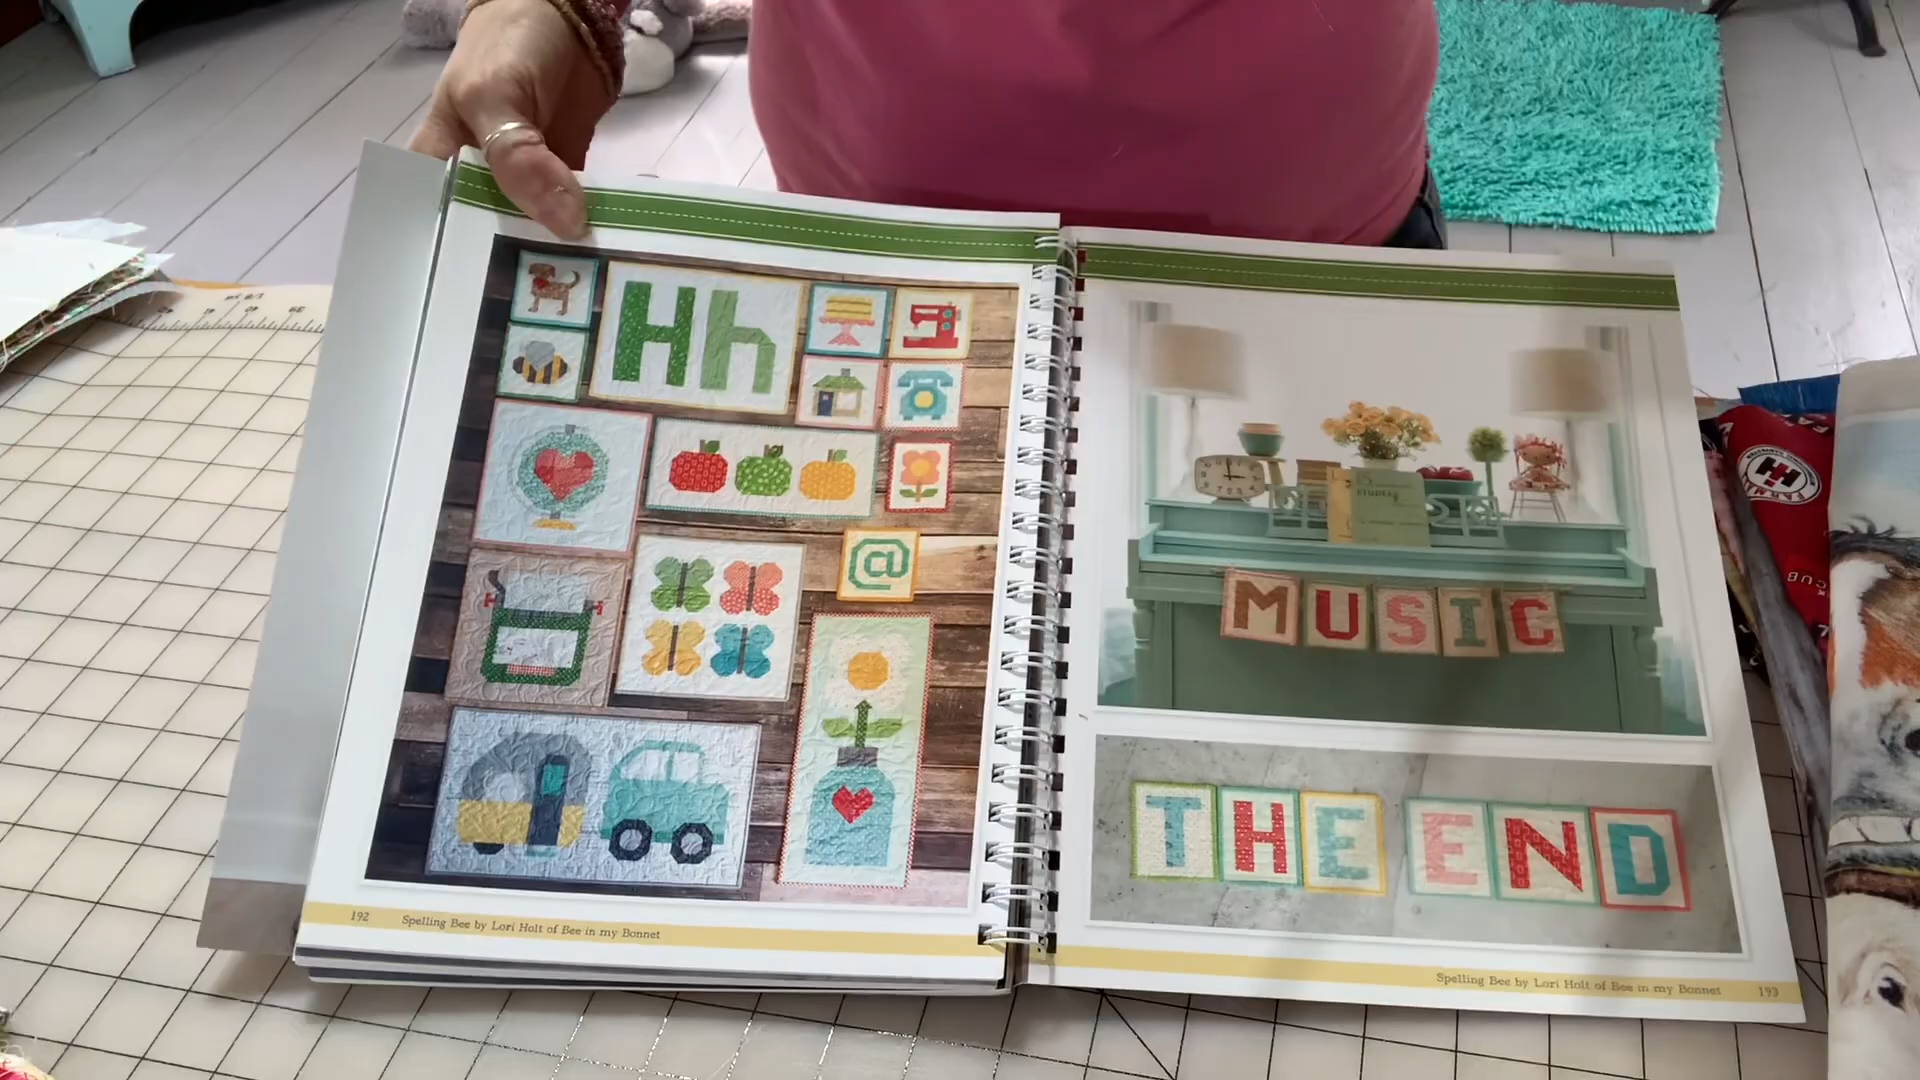 Hh
@
192
Spelling Bee by Lori Holt of Bee in my Bonnet
MUSIC
THE END
Spelling Bee by Lori Holt of Bee in my Bonnet
193